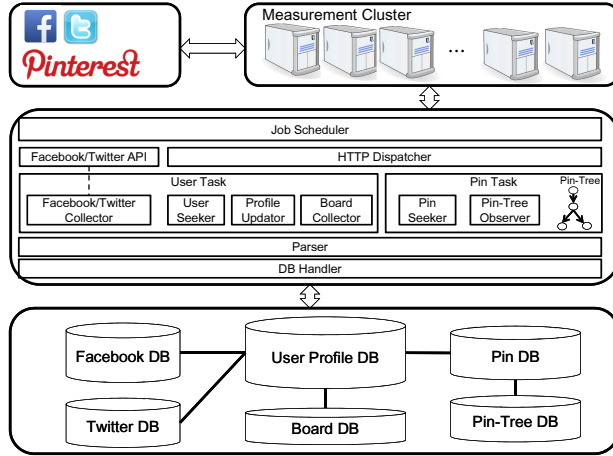 f
Pinterest
Measurement Cluster
...
Job Scheduler
Facebook/Twitter API
HTTP Dispatcher
User Task
Facebook/Twitter
Collector
User
Seeker
Profile
Updator
Board
Collector
Pin Task
Pin
Seeker
Pin-Tree
Observer
Pin-Tree
Parser
DB Handler
Facebook DB
User Profile DB
Pin DB
Twitter DB
Board DB
Pin-Tree DB